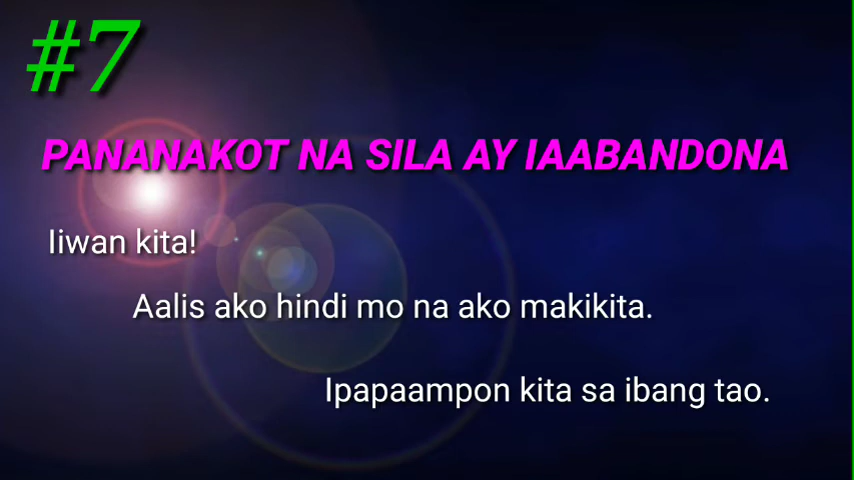 #7
PANANAKOT NA SILA AY IAABANDONA
Iiwan kita!
Aalis ako hindi mo na ako makikita.
Ipapaampon kita sa ibang tao.